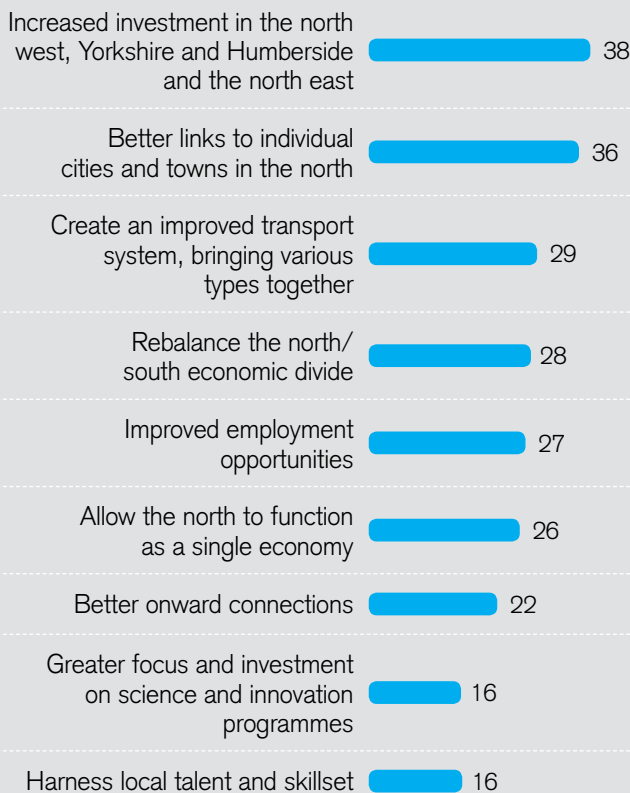 Increased investment in the north
west, Yorkshire and Humberside
and the north east
38
Better links to individual
cities and towns in the north
36
Create an improved transport
system, bringing various
types together
29
Rebalance the north/
south economic divide
28
Improved employment
opportunities
27
Allow the north to function
as a single economy
26
Better onward connections
22
Greater focus and investment
on science and innovation
programmes
16
Harness local talent and skillset
16